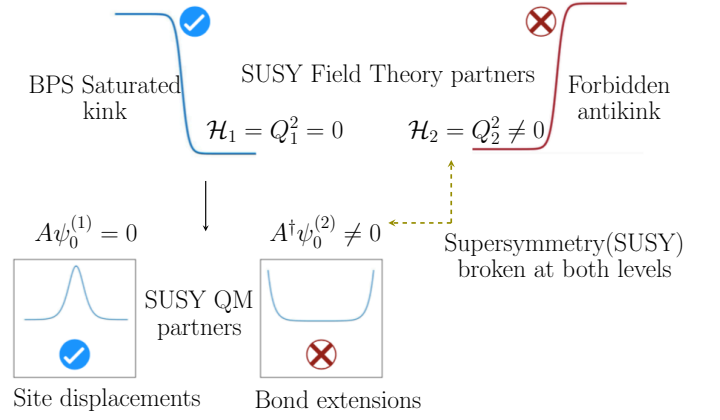 BPS Saturated
kink
SUSY Field Theory partners
Forbidden
antikink
$\mathcal{H}_1 = Q_1^2 = 0$
$\mathcal{H}_2 = Q_2^2 \neq 0$
$A\psi_0^{(1)} = 0$
$A^\dagger\psi_0^{(2)} \neq 0$
Supersymmetry(SUSY)
broken at both levels
SUSY QM
partners
Site displacements
Bond extensions